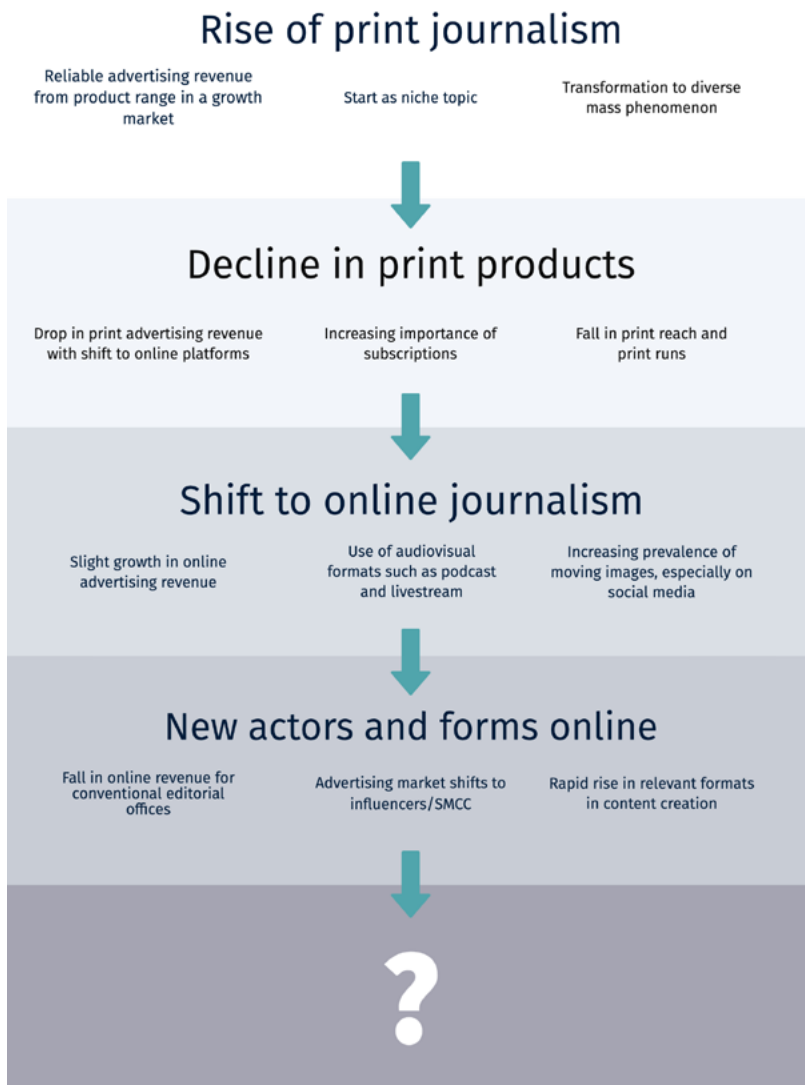 Rise of print journalism
Reliable advertising revenue
from product range in a growth
market
Start as niche topic
Transformation to diverse
mass phenomenon
Decline in print products
Drop in print advertising revenue
with shift to online platforms
Increasing importance of
subscriptions
Fall in print reach and
print runs
Shift to online journalism
Slight growth in online
advertising revenue
Use of audiovisual
formats such as podcast
and livestream
Increasing prevalence of
moving images, especially on
social media
New actors and forms online
Fall in online revenue for
conventional editorial
offices
Advertising market shifts to
influencers/SMCC
Rapid rise in relevant formats
in content creation
?